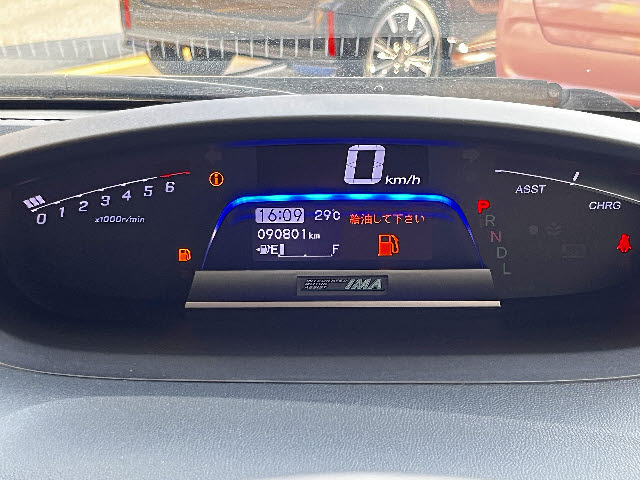 0 km/h
0 1 2 3 4 5 6
x1000r/min
16:09 29℃ 給油して下さい
090801km
E F
P
R
N
D
L
ASST
CHRG
INTEGRATED
MOTOR
ASSIST
IMA